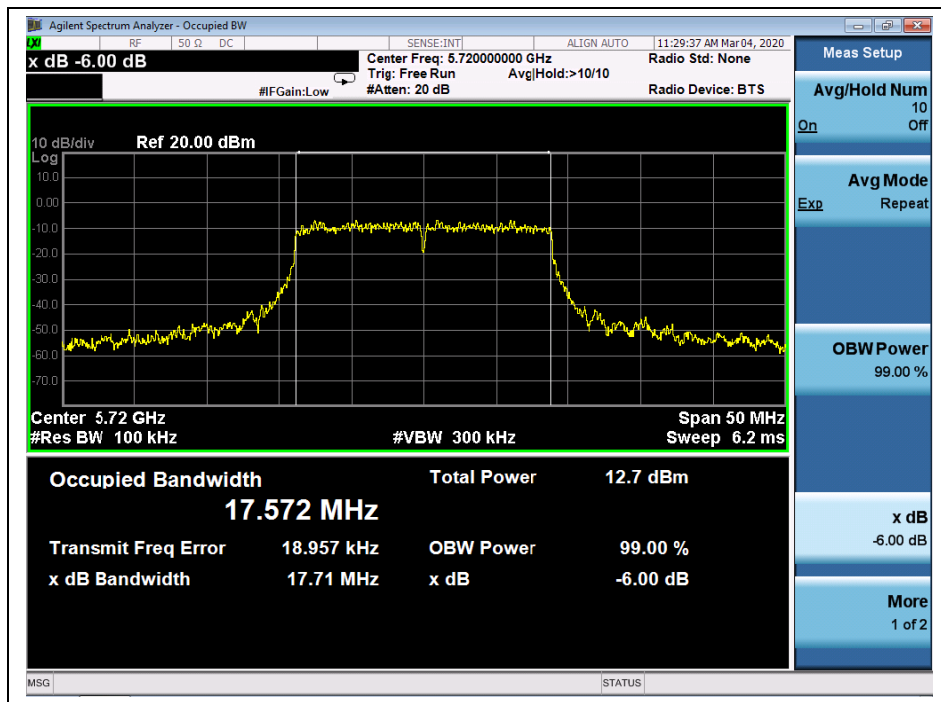 Agilent Spectrum Analyzer - Occupied BW
LXI RF 50 Ω DC SENSE:INT ALIGN AUTO 11:29:37 AM Mar 04, 2020
x dB -6.00 dB
Center Freq: 5.720000000 GHz
Radio Std: None
Trig: Free Run Avg|Hold:>10/10
#IFGain:Low
#Atten: 20 dB
Radio Device: BTS
10 dB/div Ref 20.00 dBm
Log
10.0
0.00
-10.0
-20.0
-30.0
-40.0
-50.0
-60.0
-70.0
Center 5.72 GHz Span 50 MHz
#Res BW 100 kHz #VBW 300 kHz Sweep 6.2 ms
Occupied Bandwidth Total Power 12.7 dBm
17.572 MHz
Transmit Freq Error 18.957 kHz OBW Power 99.00 %
x dB Bandwidth 17.71 MHz x dB -6.00 dB
Meas Setup
Avg/Hold Num
10
On Off
Avg Mode
Exp Repeat
OBW Power
99.00 %
x dB
-6.00 dB
More
1 of 2
MSG STATUS